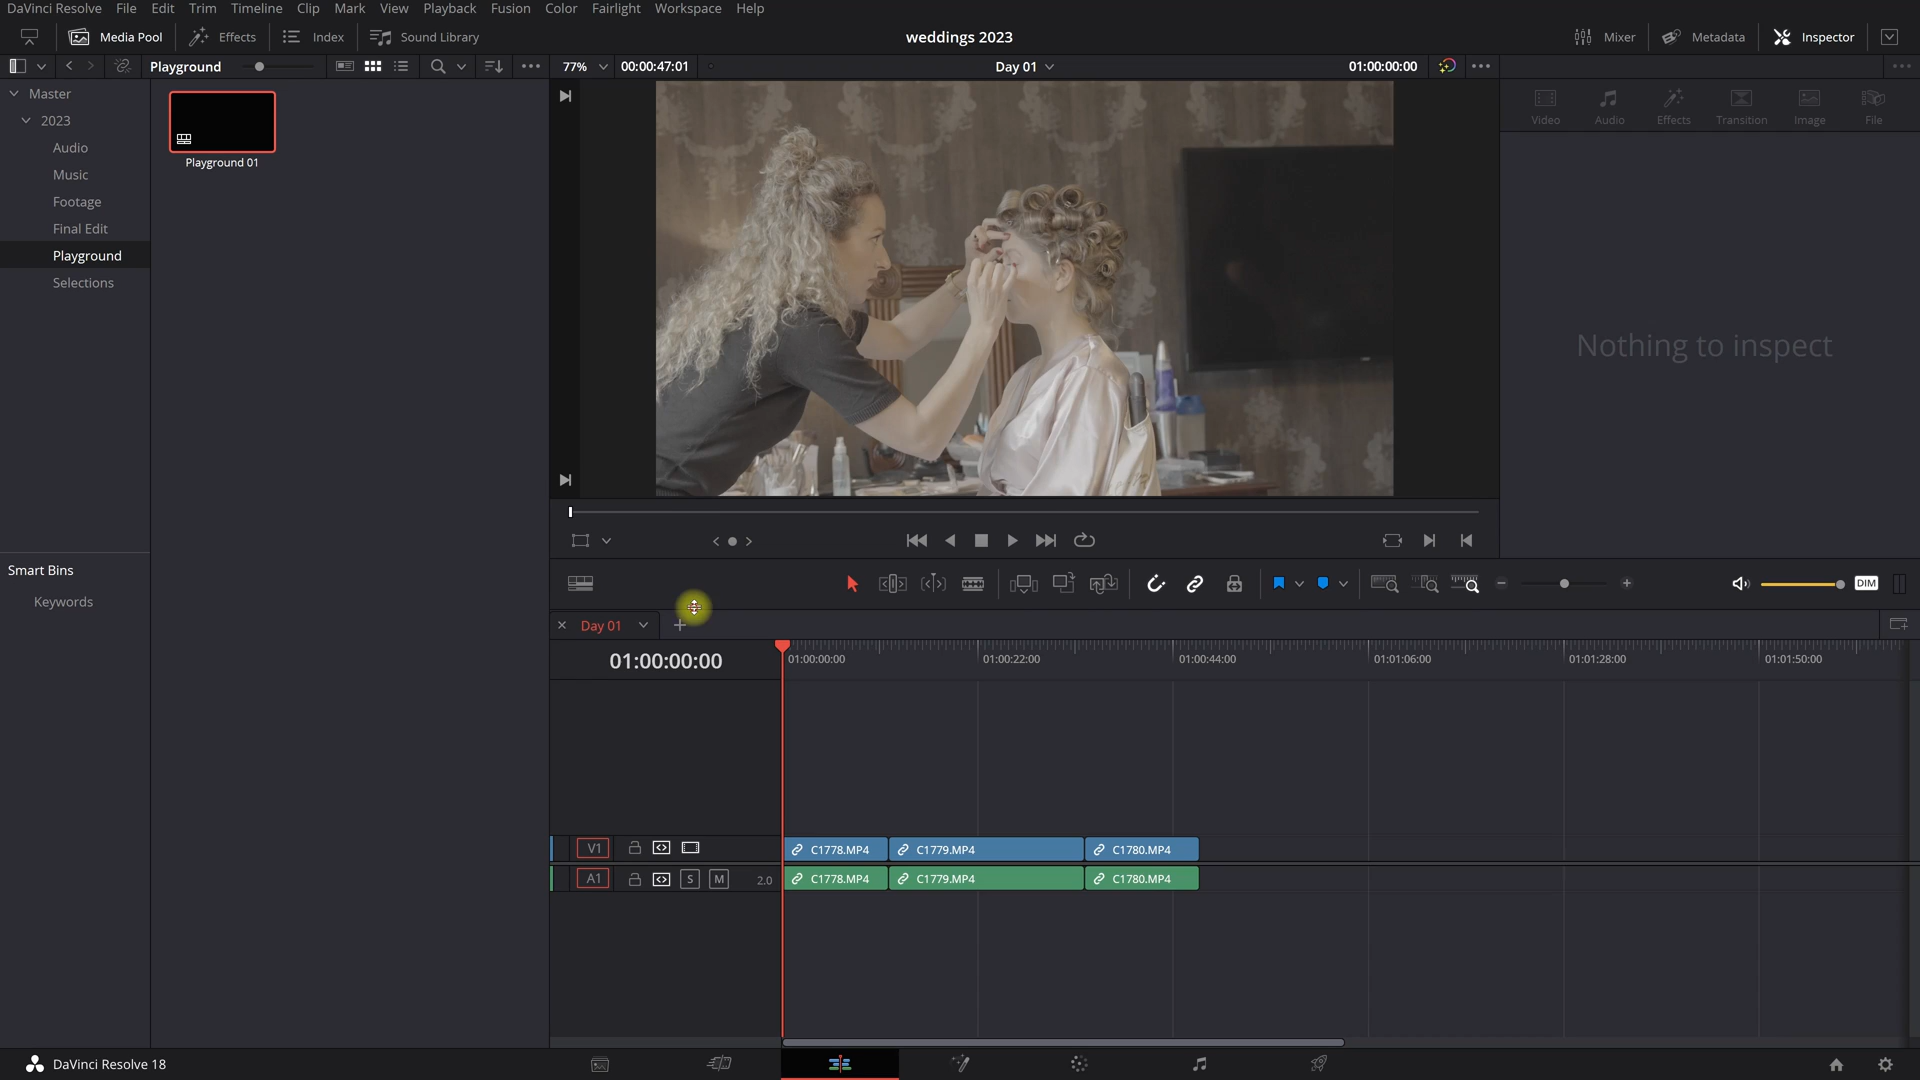 DaVinci Resolve File Edit Trim Timeline Clip Mark View Playback Fusion Color Fairlight Workspace Help
Media Pool Effects Index Sound Library weddings 2023 Mixer Metadata Inspector
Playground 77% 00:00:47:01 Day 01 01:00:00:00
Master
2023
Audio
Music
Footage
Final Edit
Playground
Selections
Playground 01
Video Audio Effects Transition Image File
Nothing to inspect
Smart Bins
Keywords
DIM
Day 01
01:00:00:00
01:00:00:00 01:00:22:00 01:00:44:00 01:01:06:00 01:01:28:00 01:01:50:00
V1 C1778.MP4 C1779.MP4 C1780.MP4
A1 S M 2.0 C1778.MP4 C1779.MP4 C1780.MP4
DaVinci Resolve 18